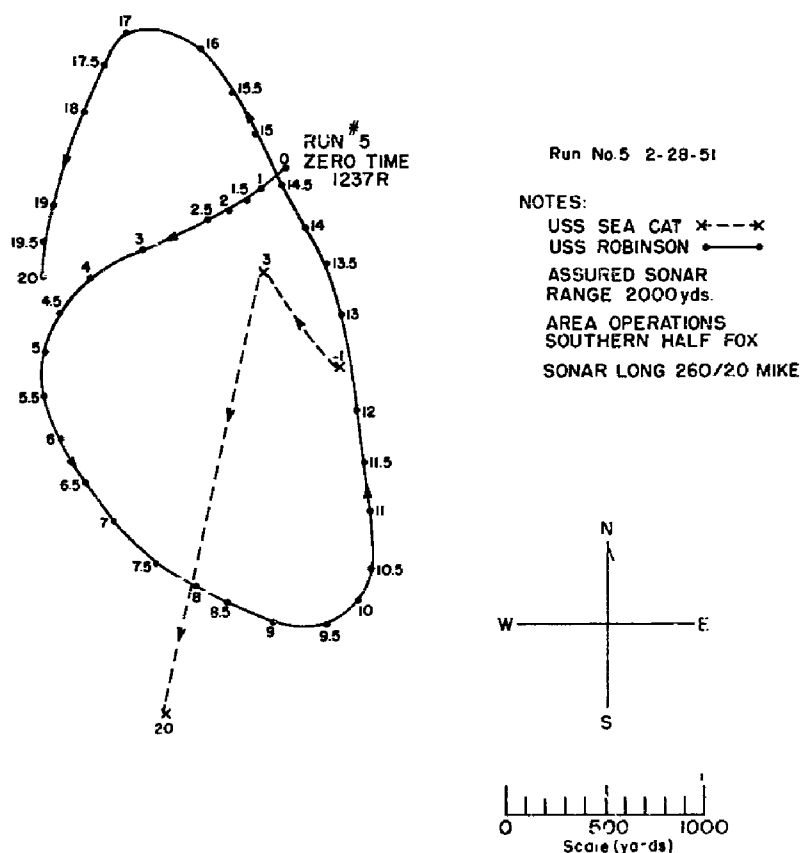 17
16
17.5
15.5
18
15
RUN #5
ZERO TIME
1237R
0
1
14.5
1.5
2
2.5
14
19
3
19.5
13.5
20
4
3
4.5
13
-1
5
5.5
12
6
11.5
6.5
11
7
7.5
10.5
8
10
8.5
9
9.5
20
Run No.5 2-28-51
NOTES:
USS SEA CAT x----x
USS ROBINSON
ASSURED SONAR
RANGE 2000yds.
AREA OPERATIONS
SOUTHERN HALF FOX
SONAR LONG 260/20 MIKE
N
W E
S
0 500 1000
Scale (yards)